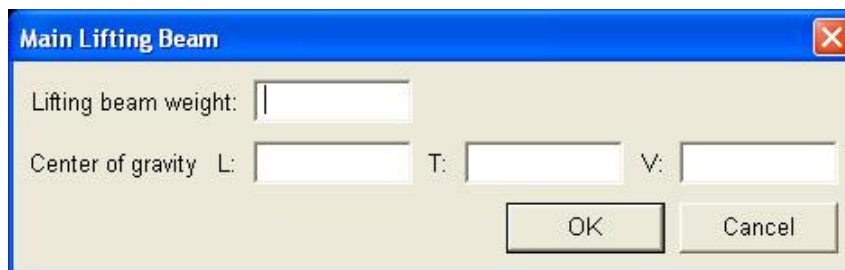 Main Lifting Beam
Lifting beam weight:
Center of gravity L: T: V:
OK Cancel